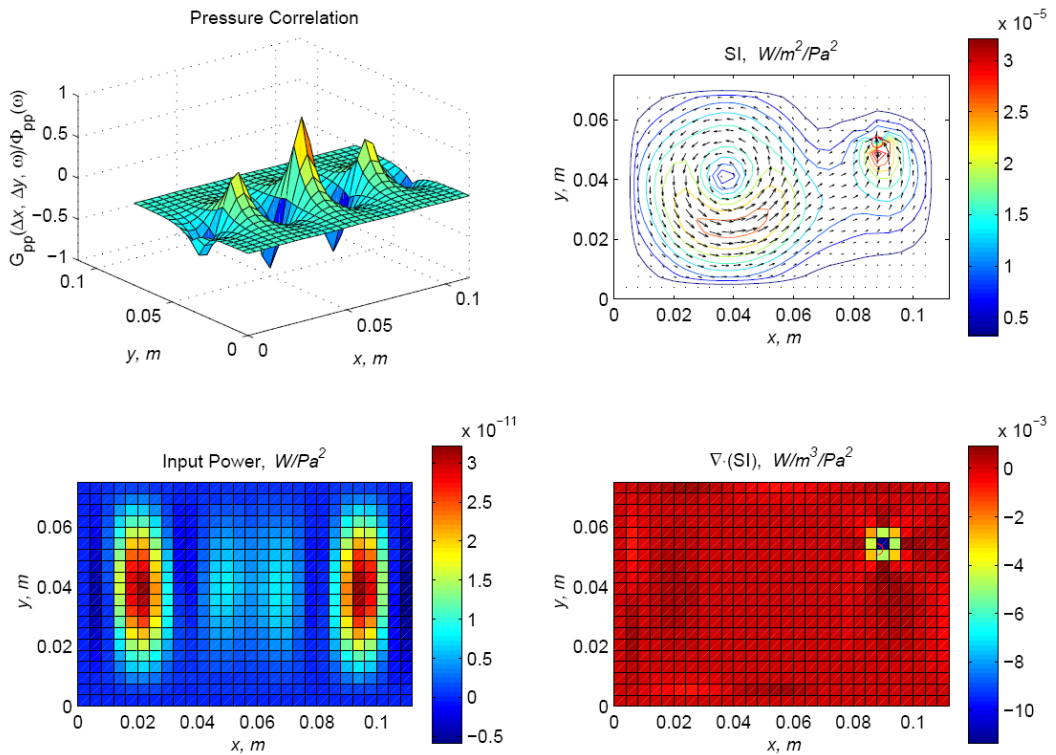 Pressure Correlation
G_pp(Δx, Δy, ω)/Φ_pp(ω)
1
0.5
0
−0.5
−1
0.1
0.05
0
y, m
0
0.05
0.1
x, m
SI, W/m²/Pa²
x 10⁻⁵
0.06
0.04
0.02
0
y, m
0 0.02 0.04 0.06 0.08 0.1
x, m
3
2.5
2
1.5
1
0.5
Input Power, W/Pa²
x 10⁻¹¹
0.06
0.04
0.02
0
y, m
0 0.02 0.04 0.06 0.08 0.1
x, m
3
2.5
2
1.5
1
0.5
0
−0.5
∇·(SI), W/m³/Pa²
x 10⁻³
0.06
0.04
0.02
0
y, m
0 0.02 0.04 0.06 0.08 0.1
x, m
0
−2
−4
−6
−8
−10